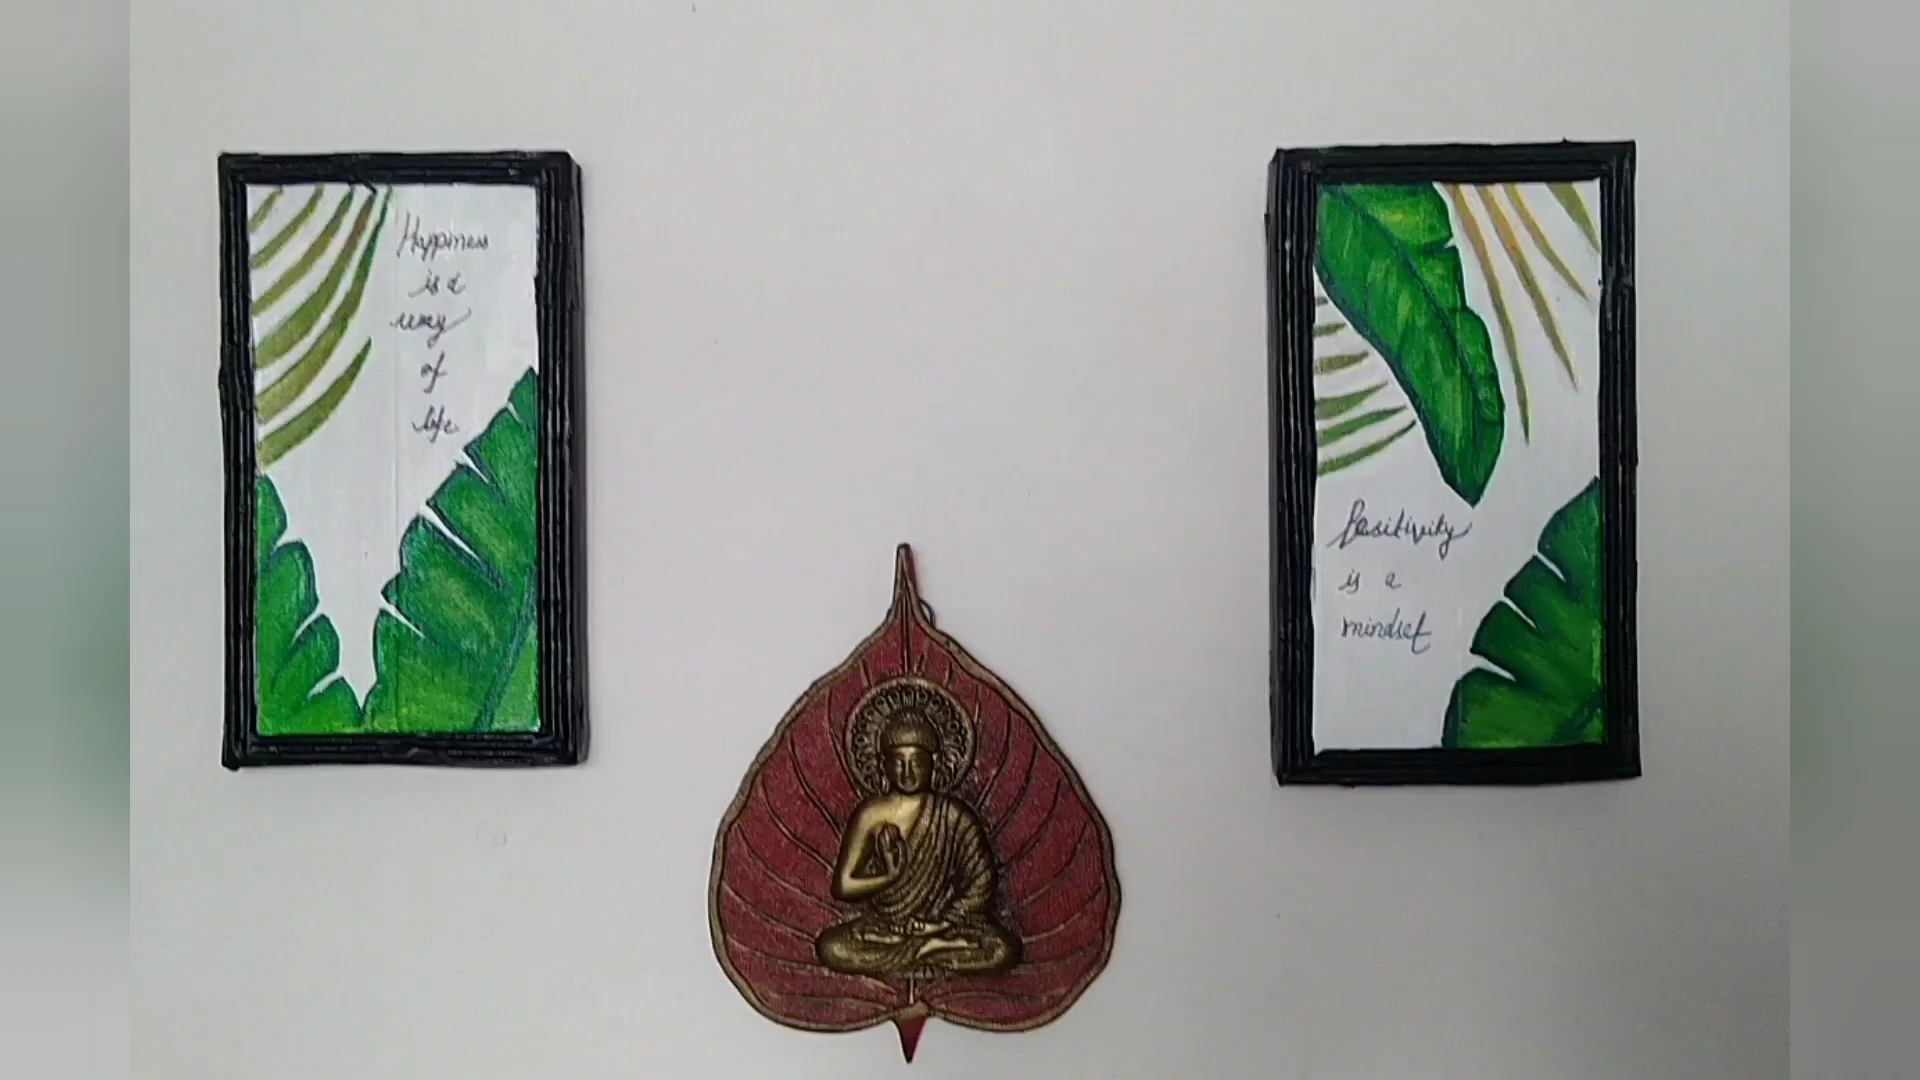 Happiness
is a
way
of
life
Positivity
is a
mindset